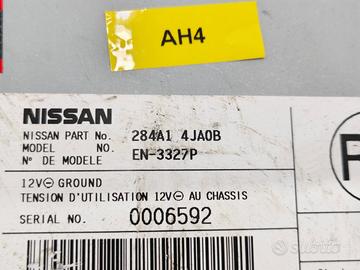 AH4
NISSAN
NISSAN PART No. 284A1 4JA0B
MODEL NO. EN-3327P
N° DE MODELE
12V⊖ GROUND
TENSION D'UTILISATION 12V⊖ AU CHASSIS
SERIAL NO. 0006592
subito